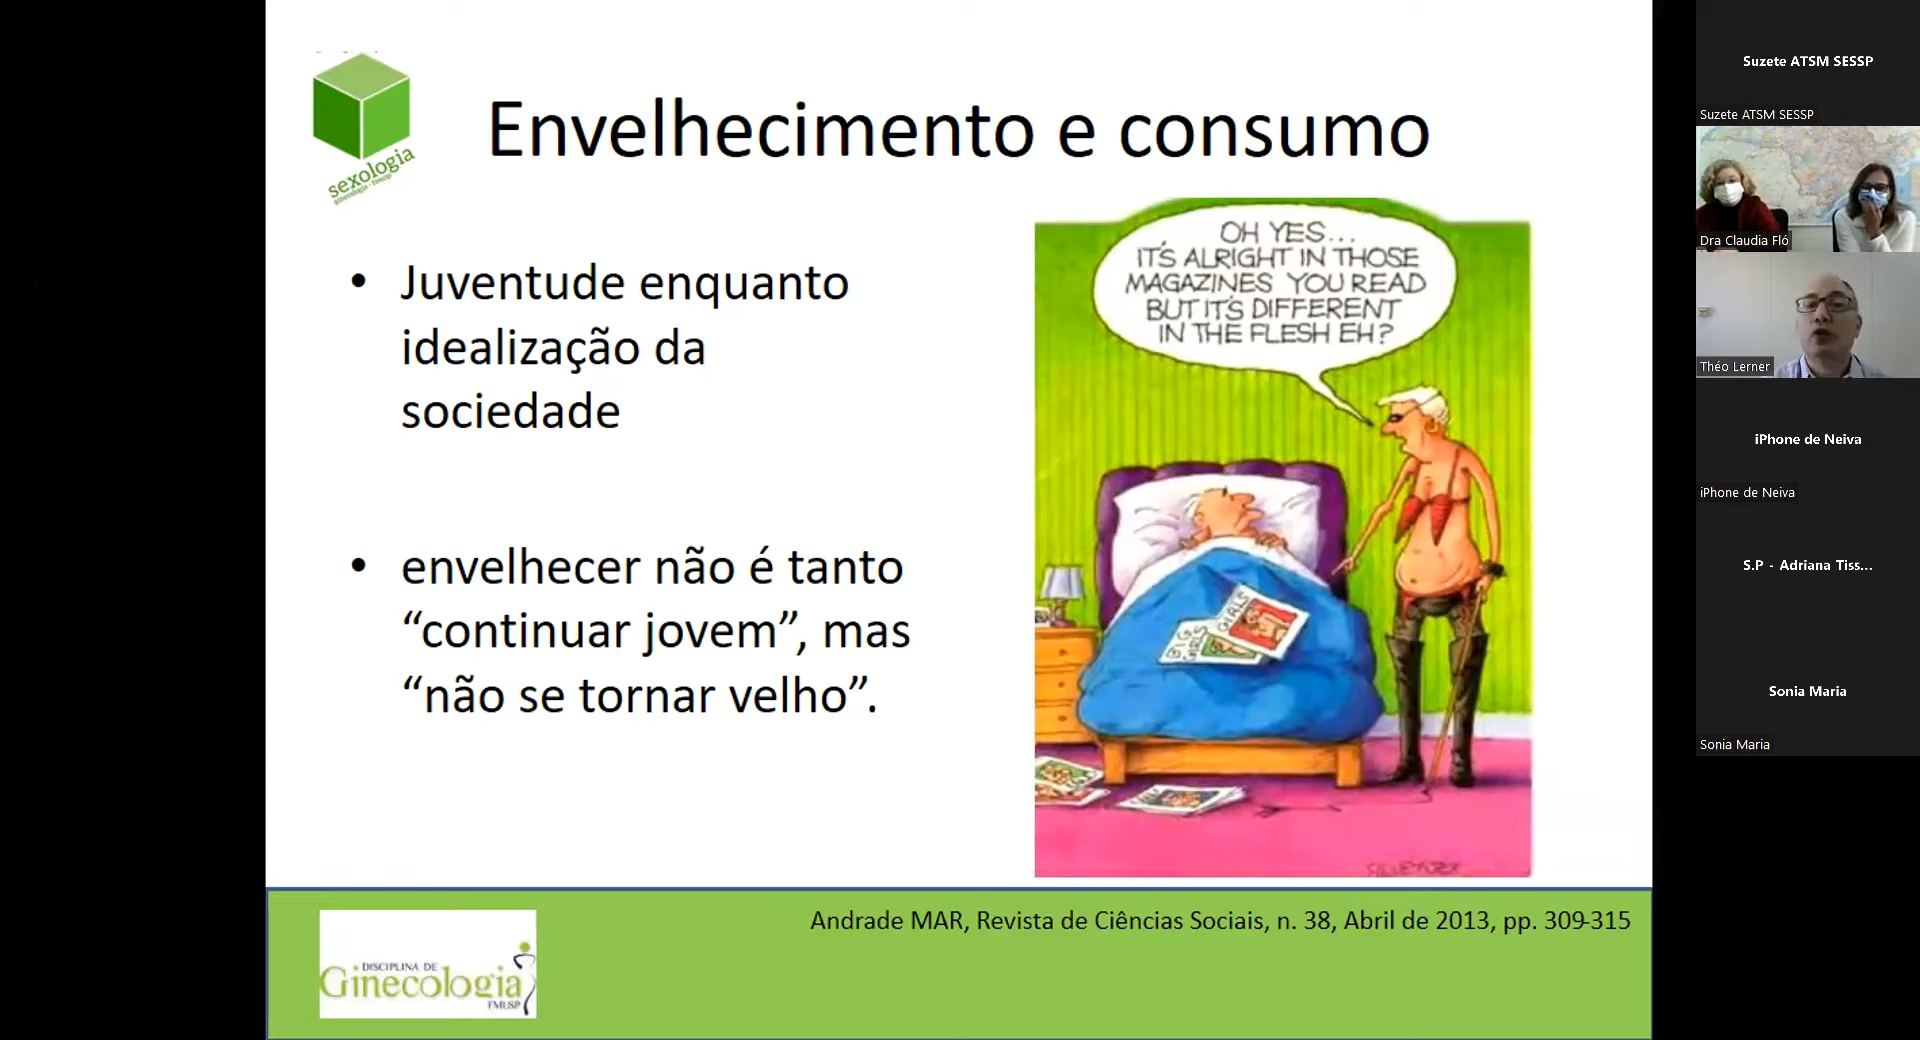 sexologia
Envelhecimento e consumo
• Juventude enquanto
idealização da
sociedade
• envelhecer não é tanto
“continuar jovem”, mas
“não se tornar velho”.
OH YES...
IT'S ALRIGHT IN THOSE
MAGAZINES YOU READ
BUT IT'S DIFFERENT
IN THE FLESH EH?
GIRLS
BIG
GIRLS
Andrade MAR, Revista de Ciências Sociais, n. 38, Abril de 2013, pp. 309-315
DISCIPLINA DE
Ginecologia
FMUSP
Suzete ATSM SESSP
Suzete ATSM SESSP
Dra Claudia Fló
Théo Lerner
iPhone de Neiva
iPhone de Neiva
S.P - Adriana Tiss...
Sonia Maria
Sonia Maria